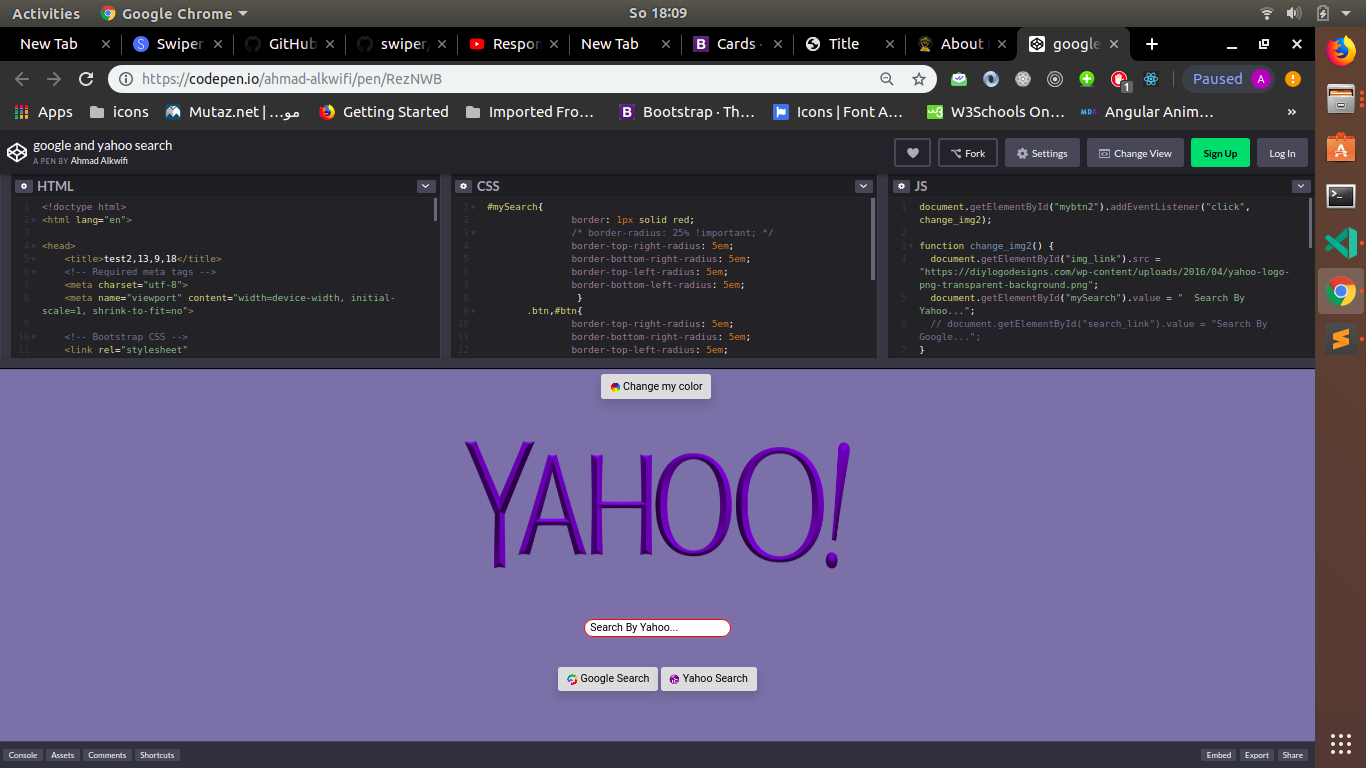 Activities Google Chrome So 18:09
New Tab Swiper GitHub swiper, Respon New Tab Cards - Title About google
https://codepen.io/ahmad-alkwifi/pen/RezNWB 1 Paused A
Apps icons Mutaz.net | ...مو Getting Started Imported Fro... Bootstrap · Th... Icons | Font A... W3Schools On... Angular Anim... »
google and yahoo search
A PEN BY Ahmad Alkwifi
Fork Settings Change View Sign Up Log In
HTML
1 <!doctype html>
2 <html lang="en">
3
4 <head>
5 <title>test2,13,9,18</title>
6 <!-- Required meta tags -->
7 <meta charset="utf-8">
8 <meta name="viewport" content="width=device-width, initial-
scale=1, shrink-to-fit=no">
9
10 <!-- Bootstrap CSS -->
11 <link rel="stylesheet"
CSS
1 #mySearch{
2 border: 1px solid red;
3 /* border-radius: 25% !important; */
4 border-top-right-radius: 5em;
5 border-bottom-right-radius: 5em;
6 border-top-left-radius: 5em;
7 border-bottom-left-radius: 5em;
8 }
9 .btn,#btn{
10 border-top-right-radius: 5em;
11 border-bottom-right-radius: 5em;
12 border-top-left-radius: 5em;
JS
1 document.getElementById("mybtn2").addEventListener("click",
change_img2);
2
3 function change_img2() {
4 document.getElementById("img_link").src =
"https://diylogodesigns.com/wp-content/uploads/2016/04/yahoo-logo-
png-transparent-background.png";
5 document.getElementById("mySearch").value = " Search By
Yahoo...";
6 // document.getElementById("search_link").value = "Search By
Google...";
7 }
Change my color
YAHOO!
Search By Yahoo...
Google Search Yahoo Search
Console Assets Comments Shortcuts Embed Export Share